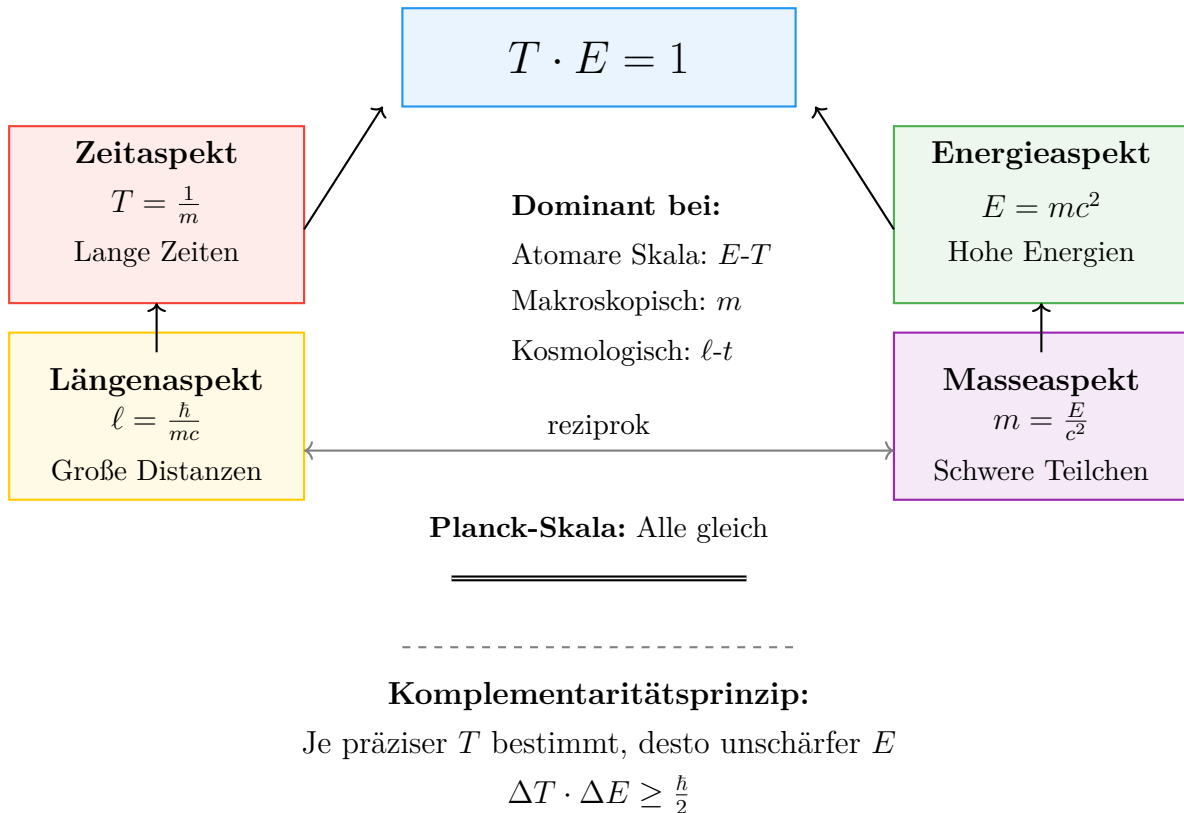 T · E = 1
Zeitaspekt
T = 1/m
Lange Zeiten
Energieaspekt
E = mc²
Hohe Energien
Dominant bei:
Atomare Skala: E-T
Makroskopisch: m
Kosmologisch: ℓ-t
Längenaspekt
ℓ = ħ/mc
Große Distanzen
reziprok
Masseaspekt
m = E/c²
Schwere Teilchen
Planck-Skala: Alle gleich
Komplementaritätsprinzip:
Je präziser T bestimmt, desto unschärfer E
ΔT · ΔE ≥ ħ/2